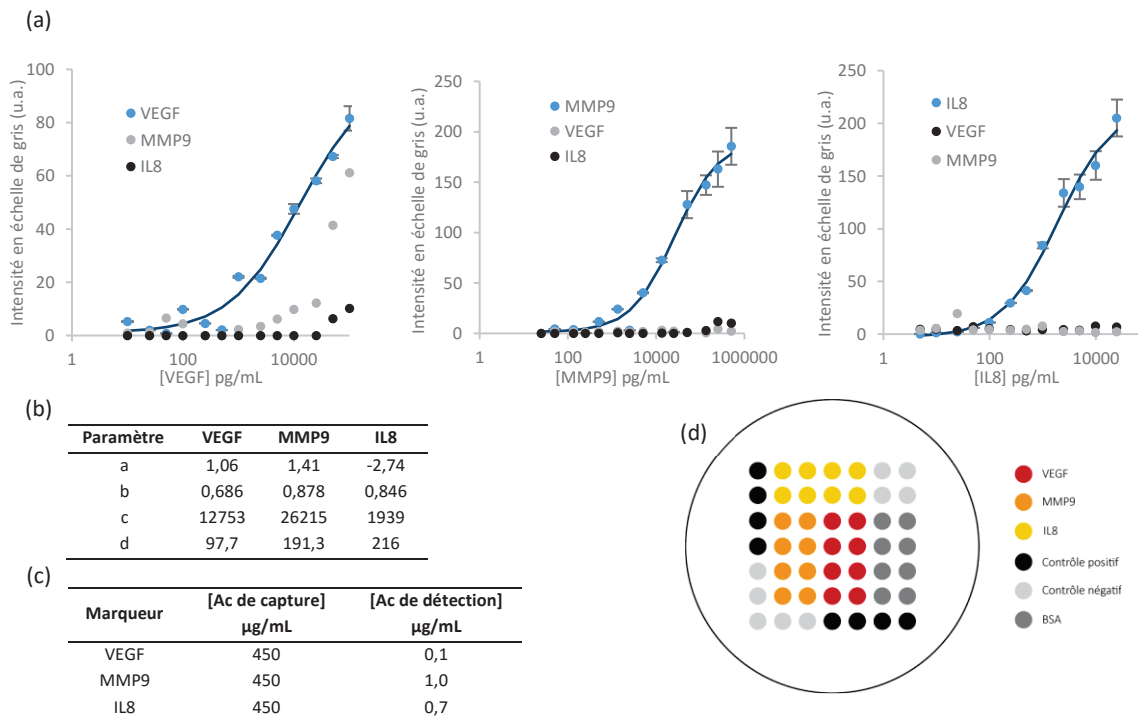 (a)
Intensité en échelle de gris (u.a.)
100
80
60
40
20
0
1
100
10000
[VEGF] pg/mL
VEGF
MMP9
IL8
Intensité en échelle de gris (u.a.)
250
200
150
100
50
0
1
100
10000
1000000
[MMP9] pg/mL
MMP9
VEGF
IL8
Intensité en échelle de gris (u.a.)
250
200
150
100
50
0
1
100
10000
[IL8] pg/mL
IL8
VEGF
MMP9
(b)
Paramètre VEGF MMP9 IL8
a 1,06 1,41 -2,74
b 0,686 0,878 0,846
c 12753 26215 1939
d 97,7 191,3 216
(c)
Marqueur [Ac de capture] µg/mL [Ac de détection] µg/mL
VEGF 450 0,1
MMP9 450 1,0
IL8 450 0,7
(d)
VEGF
MMP9
IL8
Contrôle positif
Contrôle négatif
BSA